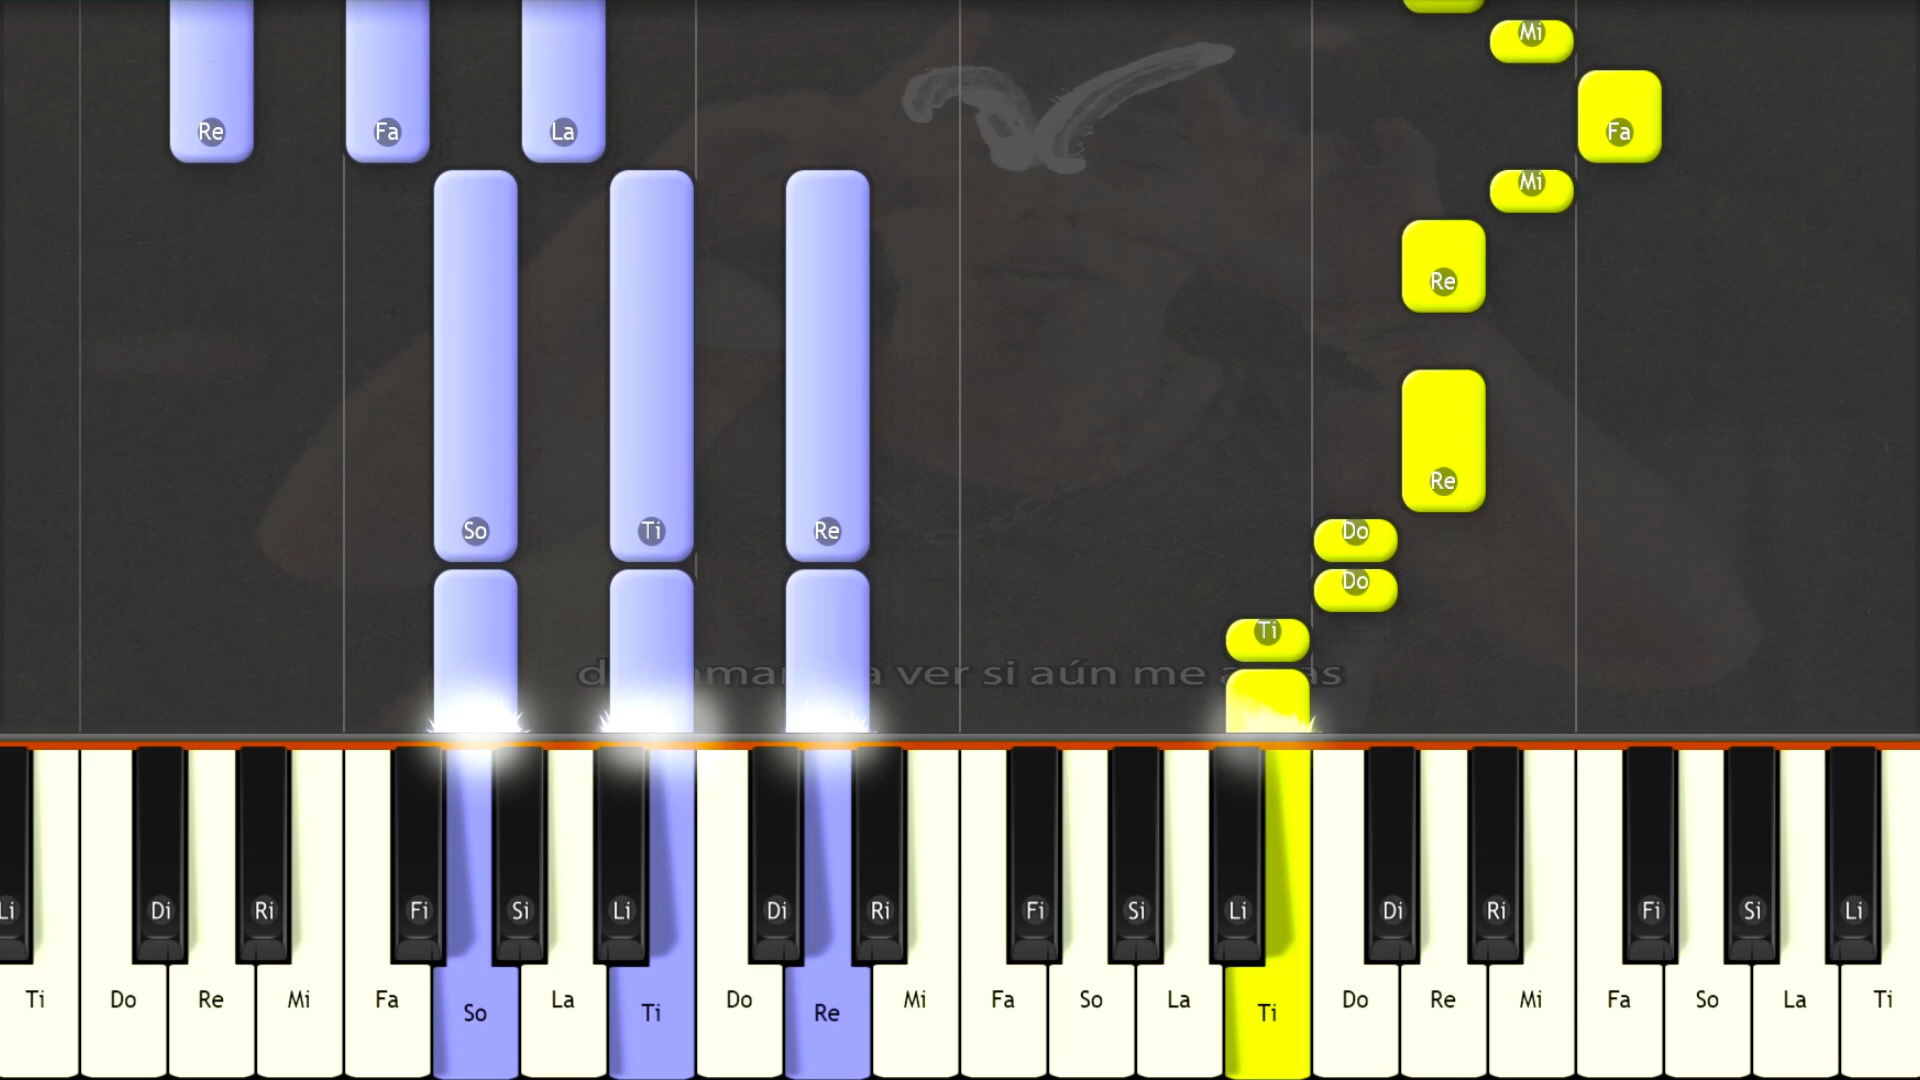 Mi
Re Fa La Fa
Mi
Re
Re
So Ti Re Do
Do
Ti
a ver si aún me
Li Di Ri Fi Si Li Di Ri Fi Si Li Di Ri Fi Si Li
Ti Do Re Mi Fa So La Ti Do Re Mi Fa So La Ti Do Re Mi Fa So La Ti